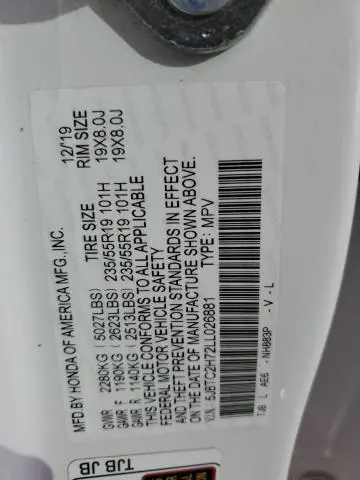 MFD. BY HONDA OF AMERICA MFG., INC. 12/'19
TIRE SIZE RIM SIZE
GVWR 2280KG (5027LBS)
GAWR F 1190KG (2623LBS) 235/55R19 101H 19X8.0J
GAWR R 1140KG (2513LBS) 235/55R19 101H 19X8.0J
THIS VEHICLE CONFORMS TO ALL APPLICABLE
FEDERAL MOTOR VEHICLE SAFETY
AND THEFT PREVENTION STANDARDS IN EFFECT
ON THE DATE OF MANUFACTURE SHOWN ABOVE.
V.I.N.: 5J8TC2H72LL026881 TYPE: MPV
TJB L AE6 -NH883P -V-L
TJB JB